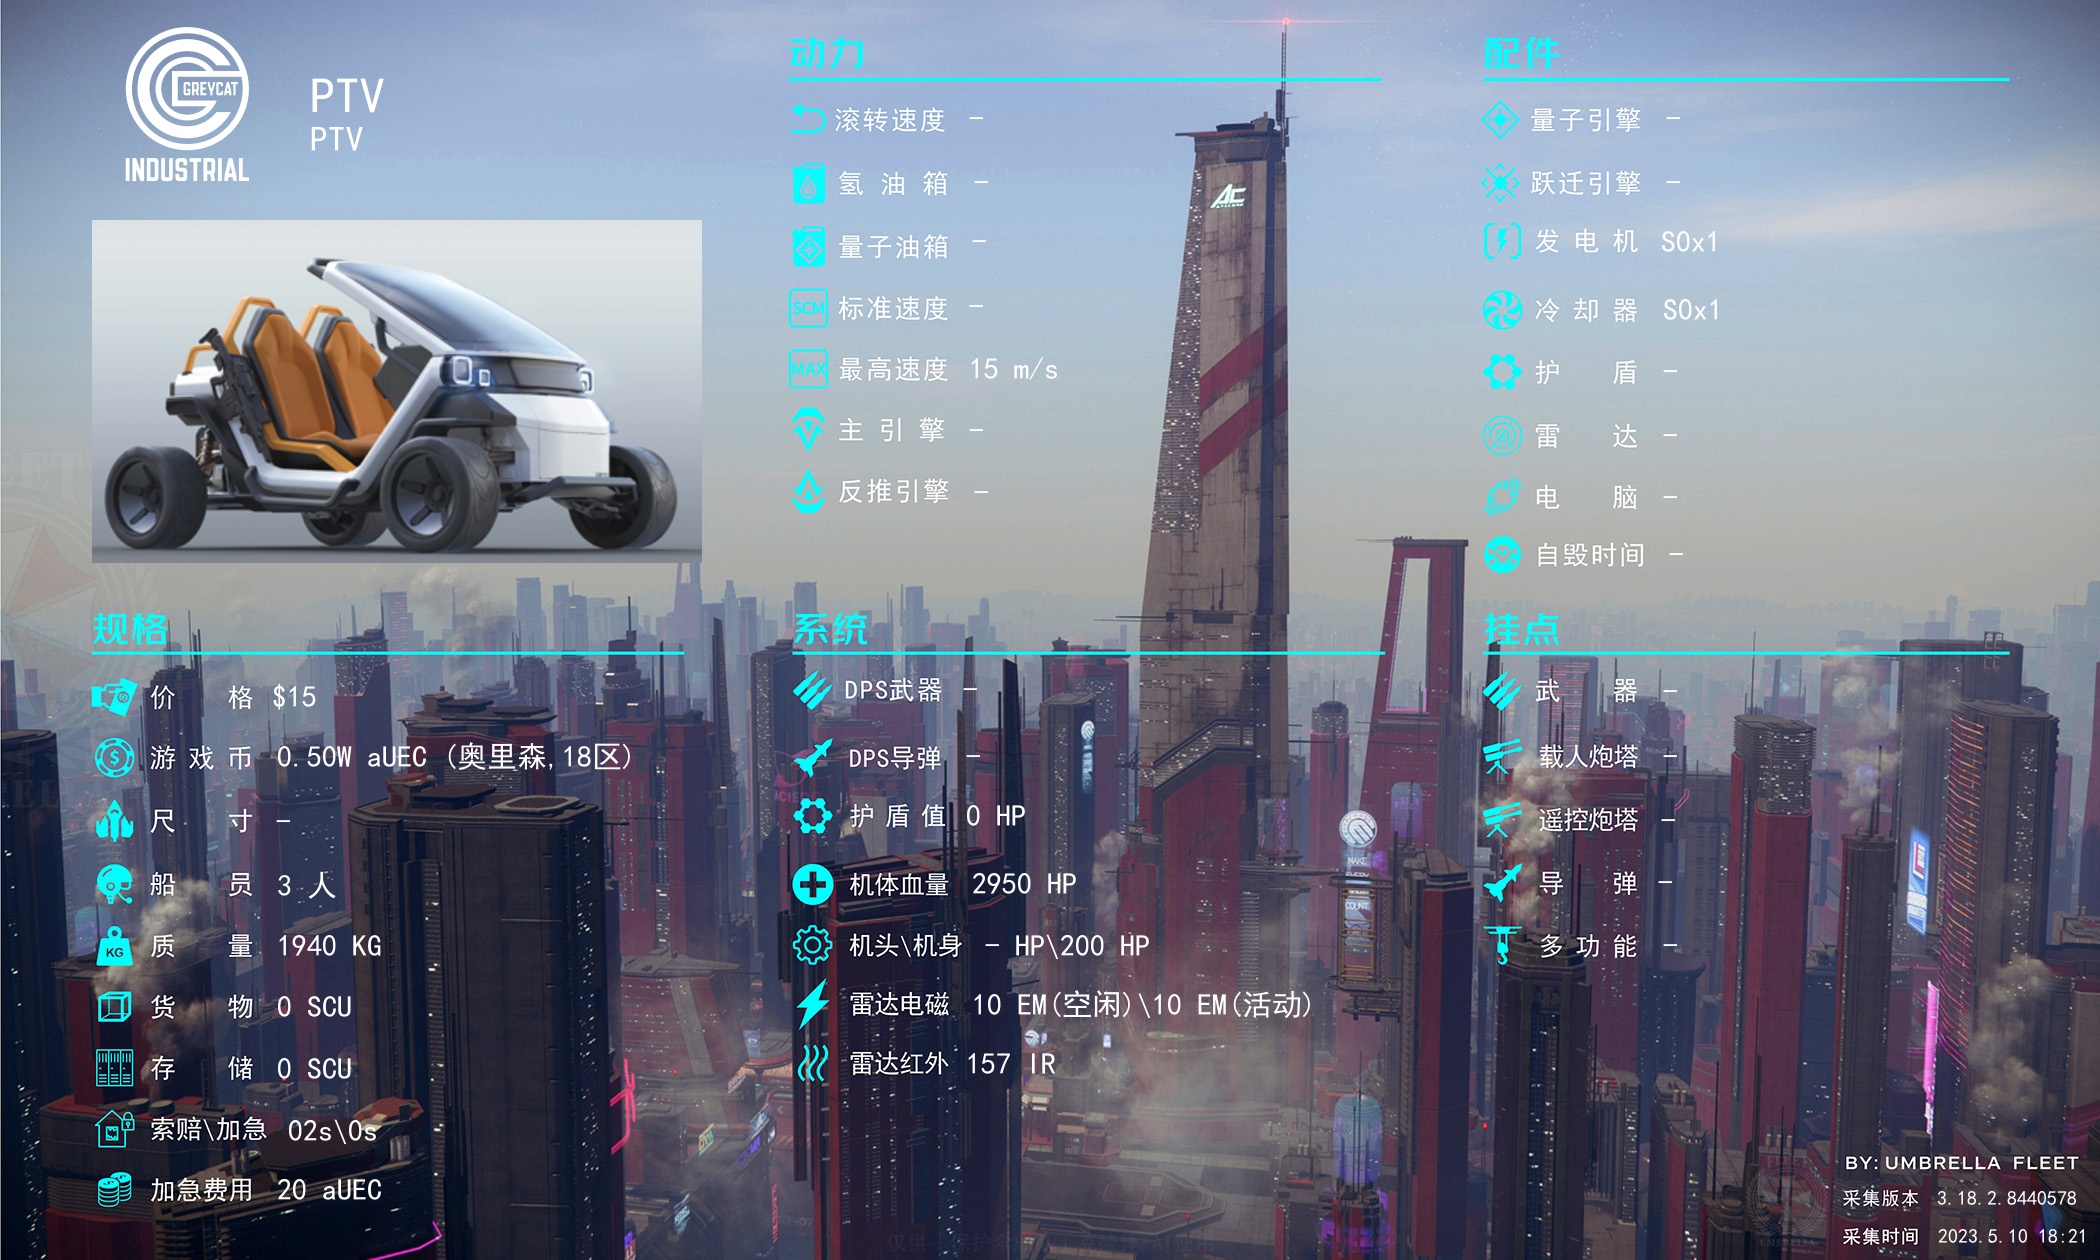 GREYCAT
INDUSTRIAL
PTV
PTV
动力
滚转速度 -
氢油箱 -
量子油箱 -
SCM 标准速度 -
MAX 最高速度 15 m/s
主引擎 -
反推引擎 -
配件
量子引擎 -
跃迁引擎 -
发电机 S0x1
冷却器 S0x1
护盾 -
雷达 -
电脑 -
自毁时间 -
规格
价格 $15
游戏币 0.50W aUEC (奥里森,18区)
尺寸 -
船员 3 人
KG 质量 1940 KG
货物 0 SCU
存储 0 SCU
索赔\加急 02s\0s
加急费用 20 aUEC
系统
DPS武器 -
DPS导弹 -
护盾值 0 HP
机体血量 2950 HP
机头\机身 - HP\200 HP
雷达电磁 10 EM(空闲)\10 EM(活动)
雷达红外 157 IR
挂点
武器 -
载人炮塔 -
遥控炮塔 -
导弹 -
多功能 -
AC
MAKE
EVERY
COUNT
BY: UMBRELLA FLEET
采集版本 3.18.2.8440578
采集时间 2023.5.10 18:21